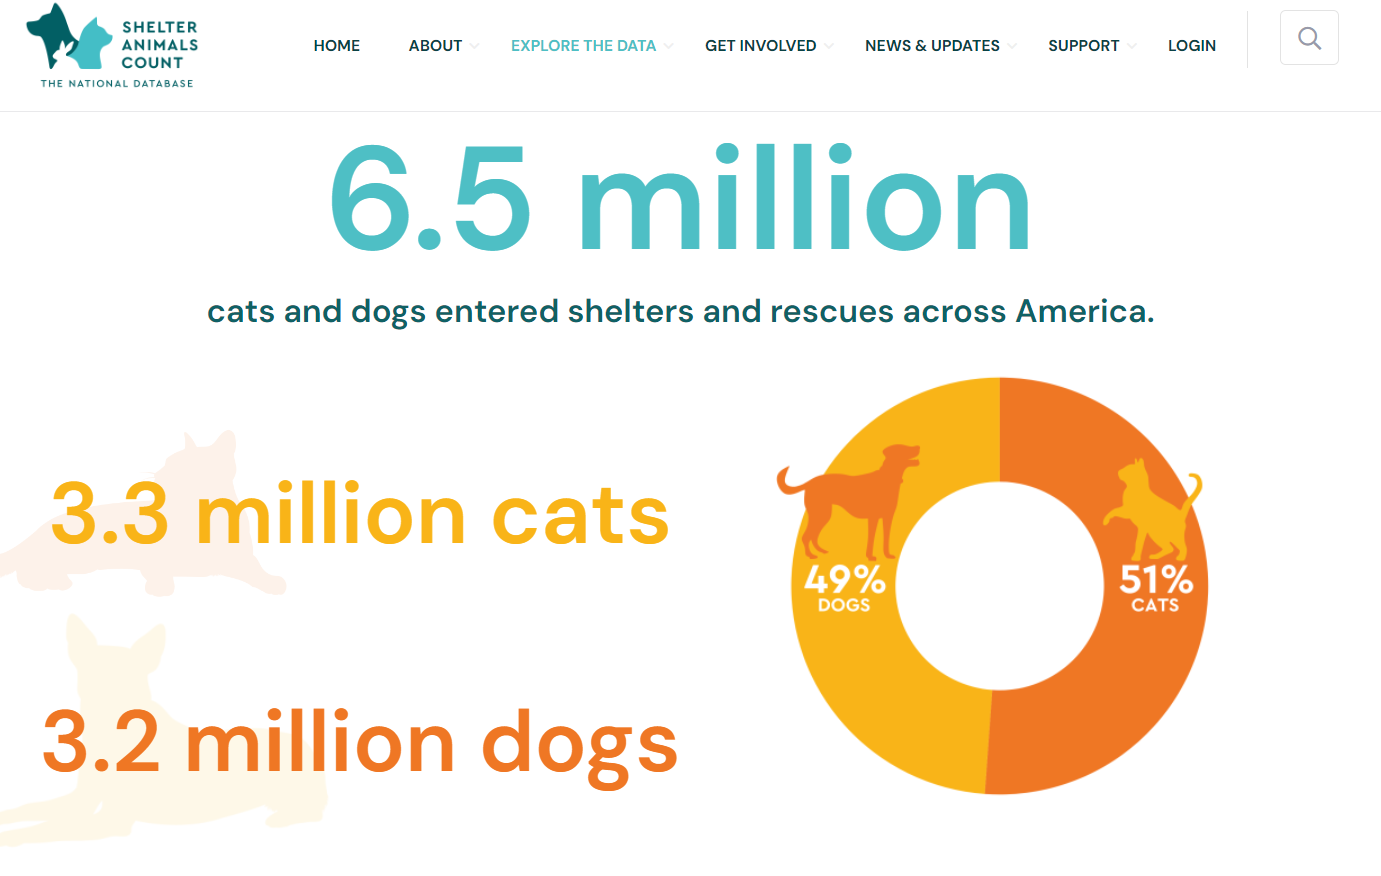 SHELTER
ANIMALS
COUNT
THE NATIONAL DATABASE
HOME ABOUT EXPLORE THE DATA GET INVOLVED NEWS & UPDATES SUPPORT LOGIN
6.5 million
cats and dogs entered shelters and rescues across America.
3.3 million cats
3.2 million dogs
49%
DOGS
51%
CATS